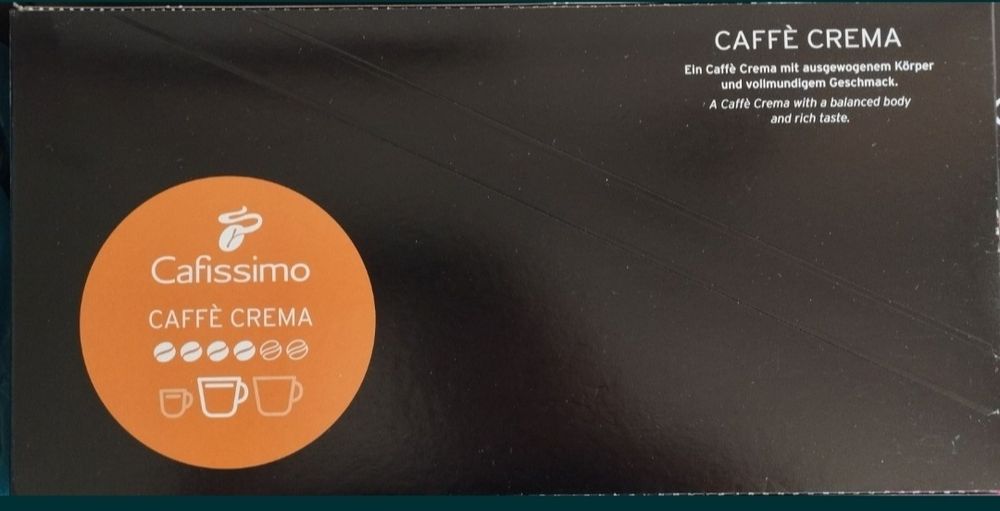 CAFFÈ CREMA
Ein Caffè Crema mit ausgewogenem Körper
und vollmundigem Geschmack.
A Caffè Crema with a balanced body
and rich taste.
Cafissimo
CAFFÈ CREMA